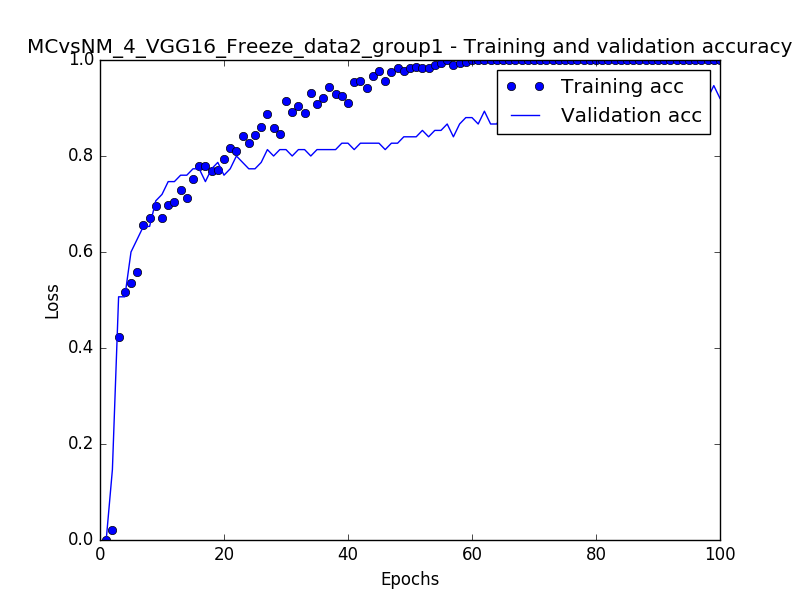 MCvsNM_4_VGG16_Freeze_data2_group1 - Training and validation accuracy
1.0
Training acc
Validation acc
0.8
0.6
Loss
0.4
0.2
0.0
0 20 40 60 80 100
Epochs